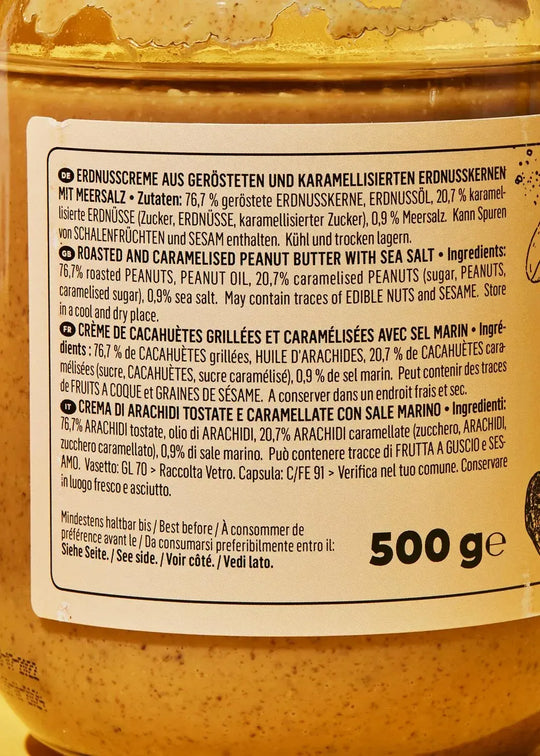 DE ERDNUSSCREME AUS GERÖSTETEN UND KARAMELLISIERTEN ERDNUSSKERNEN
MIT MEERSALZ • Zutaten: 76,7 % geröstete ERDNUSSKERNE, ERDNUSSÖL, 20,7 % karamel-
lisierte ERDNÜSSE (Zucker, ERDNÜSSE, karamellisierter Zucker), 0,9 % Meersalz. Kann Spuren
von SCHALENFRÜCHTEN und SESAM enthalten. Kühl und trocken lagern.
GB ROASTED AND CARAMELISED PEANUT BUTTER WITH SEA SALT • Ingredients:
76,7% roasted PEANUTS, PEANUT OIL, 20,7% caramelised PEANUTS (sugar, PEANUTS,
caramelised sugar), 0,9% sea salt. May contain traces of EDIBLE NUTS and SESAME. Store
in a cool and dry place.
FR CRÈME DE CACAHUÈTES GRILLÉES ET CARAMÉLISÉES AVEC SEL MARIN • Ingré-
dients : 76,7 % de CACAHUÈTES grillées, HUILE D'ARACHIDES, 20,7 % de CACAHUÈTES cara-
mélisées (sucre, CACAHUÈTES, sucre caramélisé), 0,9 % de sel marin. Peut contenir des traces
de FRUITS A COQUE et GRAINES DE SÉSAME. A conserver dans un endroit frais et sec.
IT CREMA DI ARACHIDI TOSTATE E CARAMELLATE CON SALE MARINO • Ingredienti:
76,7% ARACHIDI tostate, olio di ARACHIDI, 20,7% ARACHIDI caramellate (zucchero, ARACHIDI,
zucchero caramellato), 0,9% di sale marino. Può contenere tracce di FRUTTA A GUSCIO e SES-
AMO. Vasetto: GL 70 > Raccolta Vetro. Capsula: C/FE 91 > Verifica nel tuo comune. Conservare
in luogo fresco e asciutto.
Mindestens haltbar bis / Best before / À consommer de
préférence avant le / Da consumarsi preferibilmente entro il:
Siehe Seite. / See side. / Voir côté. / Vedi lato.
500 g e